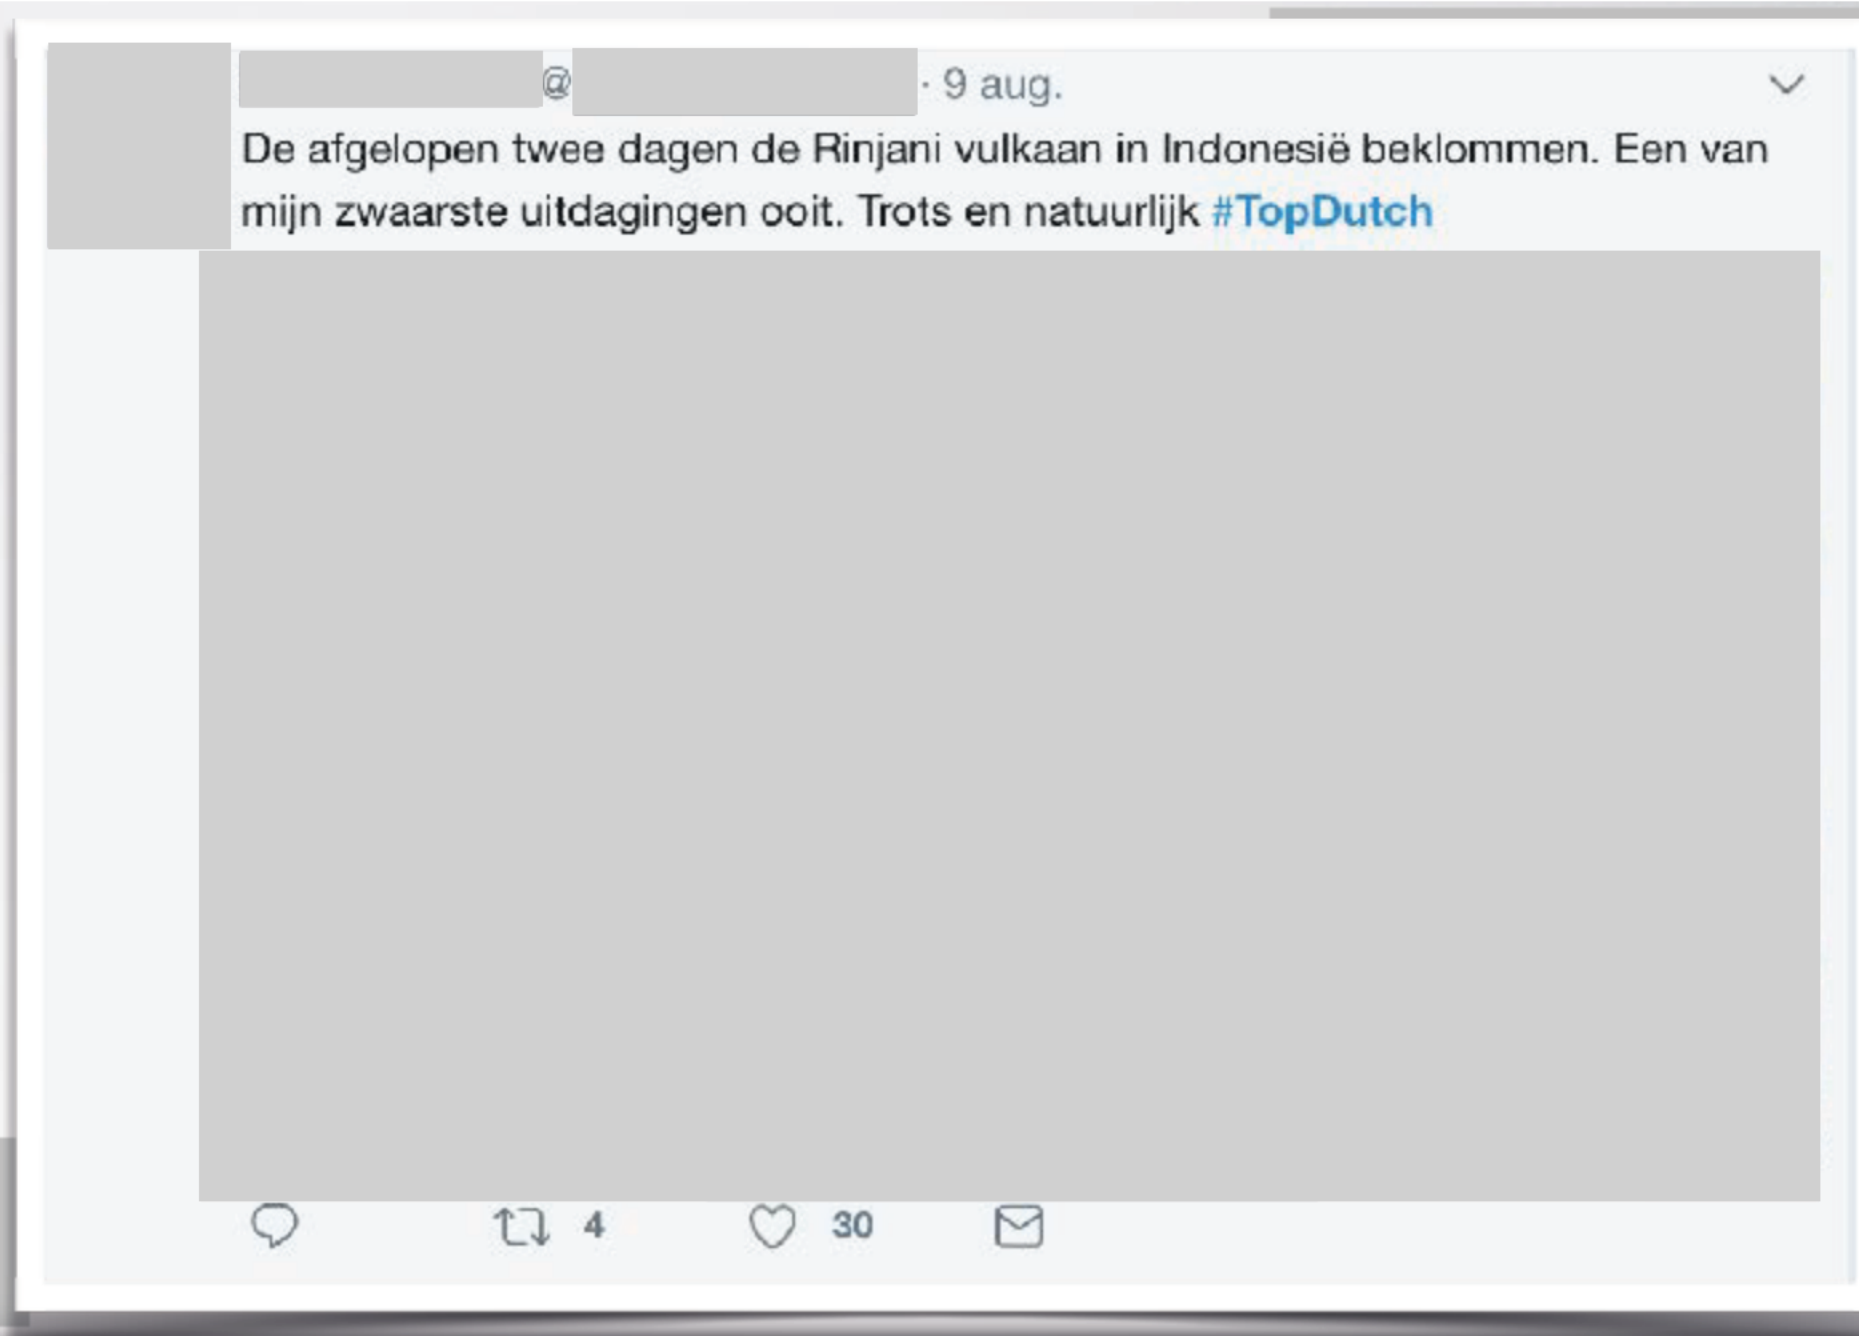 @ · 9 aug.
De afgelopen twee dagen de Rinjani vulkaan in Indonesië beklommen. Een van
mijn zwaarste uitdagingen ooit. Trots en natuurlijk #TopDutch
4 30